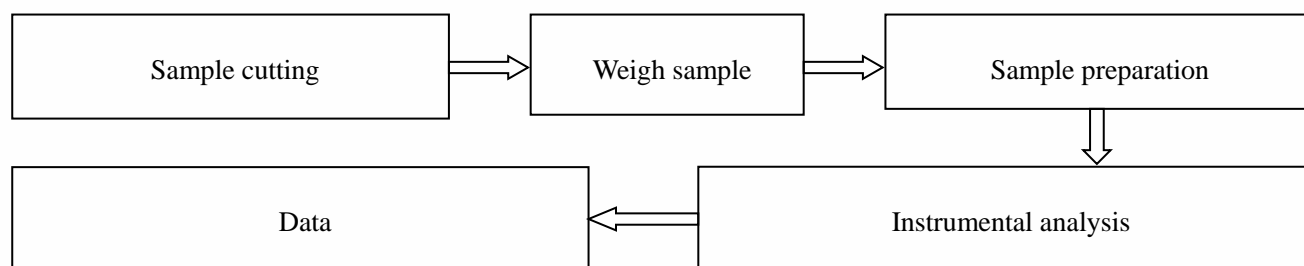 Sample cutting
Weigh sample
Sample preparation
Instrumental analysis
Data